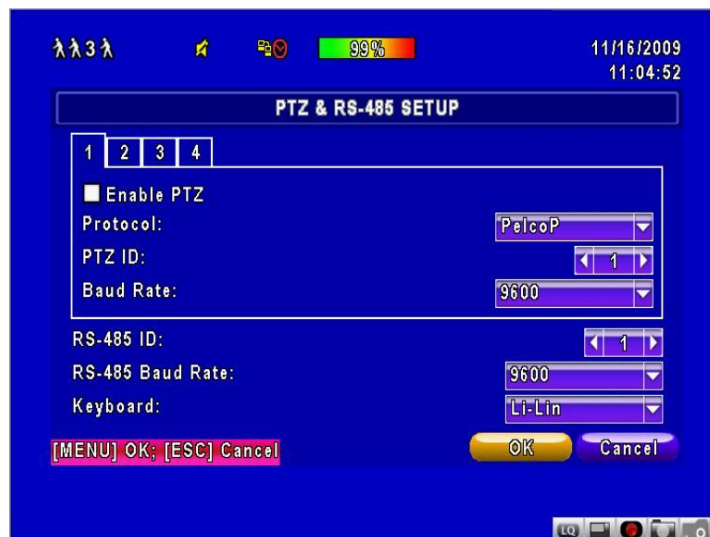 3
99%
11/16/2009
11:04:52
PTZ & RS-485 SETUP
1 2 3 4
Enable PTZ
Protocol: PelcoP
PTZ ID: 1
Baud Rate: 9600
RS-485 ID: 1
RS-485 Baud Rate: 9600
Keyboard: Li-Lin
[MENU] OK; [ESC] Cancel
OK Cancel
LQ